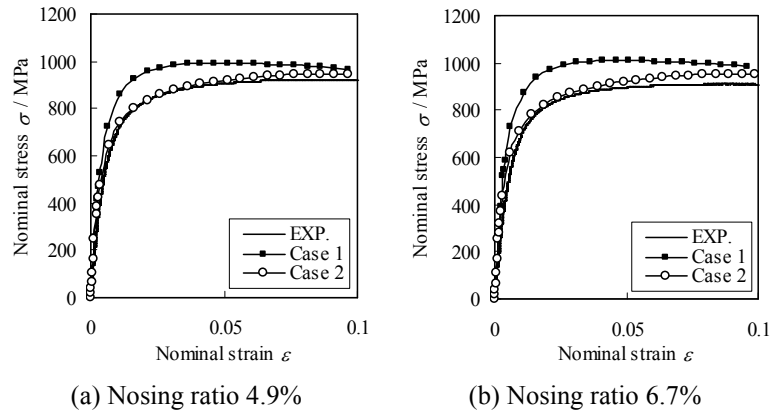 Nominal stress σ / MPa
1200
1000
800
600
400
200
0
EXP.
Case 1
Case 2
0
0.05
0.1
Nominal strain ε
(a) Nosing ratio 4.9%
Nominal stress σ / MPa
1200
1000
800
600
400
200
0
EXP.
Case 1
Case 2
0
0.05
0.1
Nominal strain ε
(b) Nosing ratio 6.7%